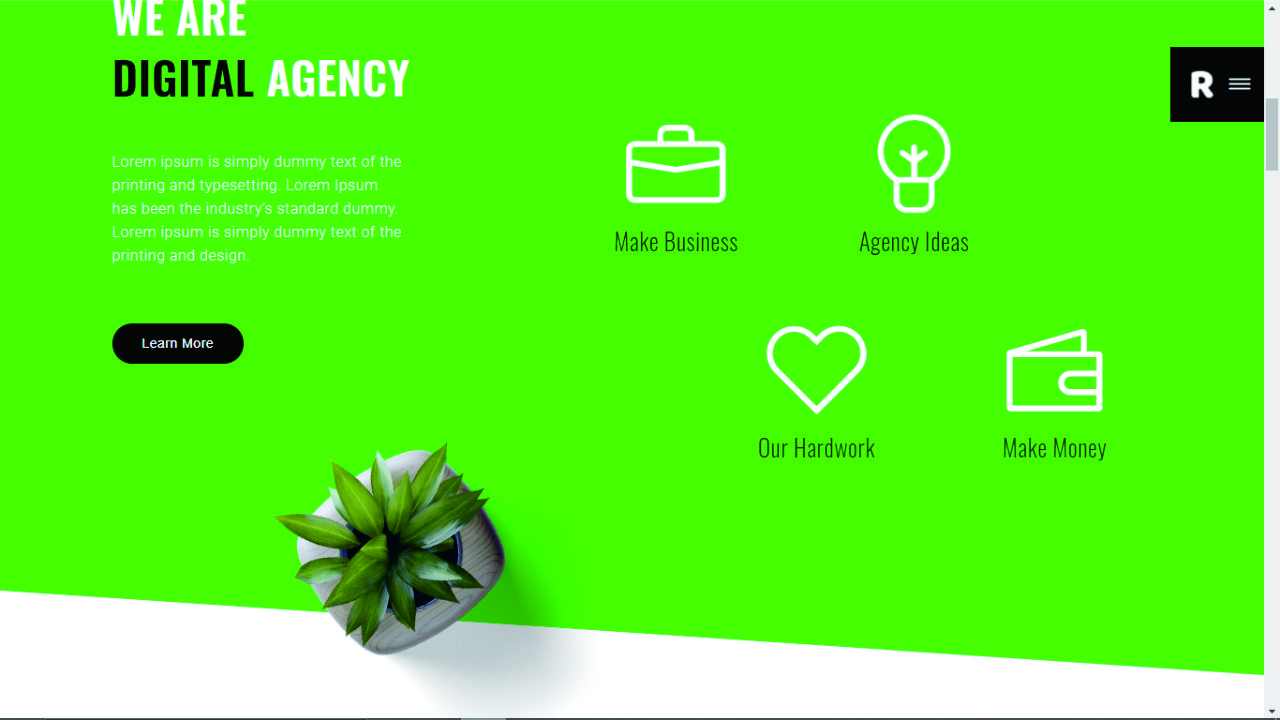 WE ARE
DIGITAL AGENCY
R
Lorem ipsum is simply dummy text of the
printing and typesetting. Lorem Ipsum
has been the industry's standard dummy.
Lorem ipsum is simply dummy text of the
printing and design.
Learn More
Make Business
Agency Ideas
Our Hardwork
Make Money